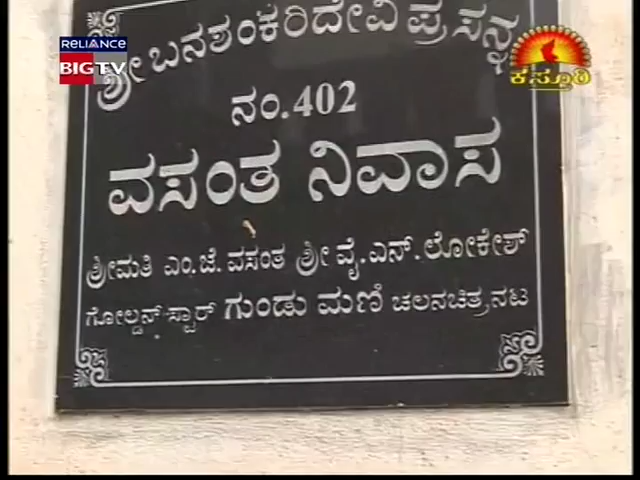 RELIANCE
BIG TV
ಕಸ್ತೂರಿ
ಶ್ರೀ ಬನಶಂಕರಿದೇವಿ ಪ್ರಸನ್ನ
ನಂ.402
ವಸಂತ ನಿವಾಸ
ಶ್ರೀಮತಿ ಎಂ.ಜೆ.ವಸಂತ ಶ್ರೀ ವೈ.ಎನ್.ಲೋಕೇಶ್
ಗೋಲ್ಡನ್ ಸ್ಟಾರ್ ಗುಂಡು ಮಣಿ ಚಲನಚಿತ್ರನಟ